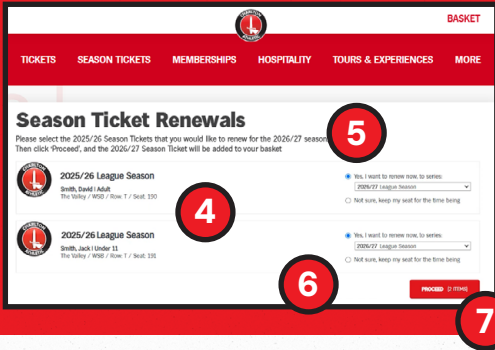 CHARLTON ATHLETIC
BASKET
TICKETS SEASON TICKETS MEMBERSHIPS HOSPITALITY TOURS & EXPERIENCES MORE
Season Ticket Renewals
Please select the 2025/26 Season Tickets that you would like to renew for the 2026/27 season
Then click 'Proceed', and the 2026/27 Season Ticket will be added to your basket
5
2025/26 League Season
Smith, David | Adult
The Valley / WSB / Row: T / Seat: 190
Yes, I want to renew now, to series:
2026/27 League Season
Not sure, keep my seat for the time being
4
2025/26 League Season
Smith, Jack | Under 11
The Valley / WSB / Row: T / Seat: 191
Yes, I want to renew now, to series:
2026/27 League Season
Not sure, keep my seat for the time being
6
PROCEED (2 ITEMS)
7